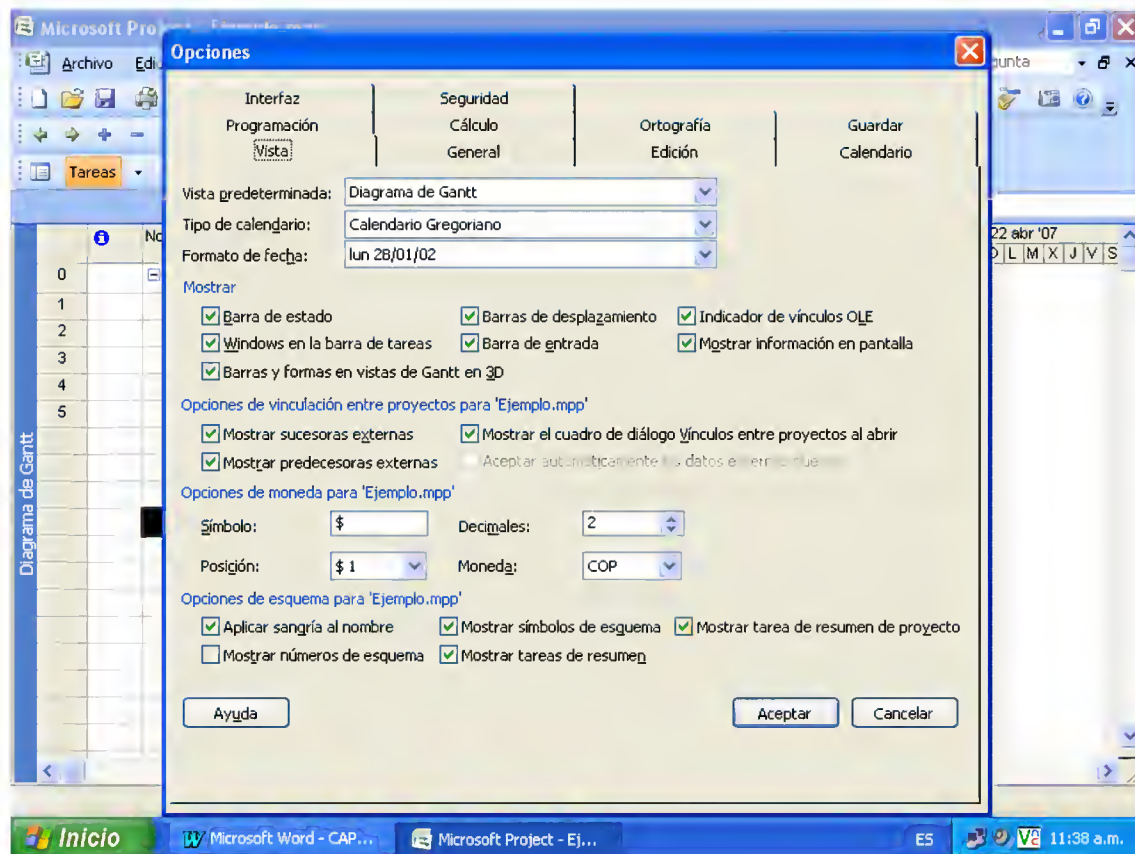 Microsoft Project - Ejemplo.mpp
Archivo
Opciones
Interfaz Seguridad
Programación Cálculo Ortografía Guardar
Vista General Edición Calendario
Tareas
Vista predeterminada: Diagrama de Gantt
Tipo de calendario: Calendario Gregoriano
Formato de fecha: lun 28/01/02
22 abr '07
D L M X J V S
Mostrar
Barra de estado Barras de desplazamiento Indicador de vínculos OLE
Windows en la barra de tareas Barra de entrada Mostrar información en pantalla
Barras y formas en vistas de Gantt en 3D
Opciones de vinculación entre proyectos para 'Ejemplo.mpp'
Mostrar sucesoras externas Mostrar el cuadro de diálogo Vínculos entre proyectos al abrir
Mostrar predecesoras externas Aceptar automáticamente los datos
Opciones de moneda para 'Ejemplo.mpp'
Símbolo: $ Decimales: 2
Posición: $ 1 Moneda: COP
Opciones de esquema para 'Ejemplo.mpp'
Aplicar sangría al nombre Mostrar símbolos de esquema Mostrar tarea de resumen de proyecto
Mostrar números de esquema Mostrar tareas de resumen
Ayuda Aceptar Cancelar
0
1
2
3
4
5
Diagrama de Gantt
Inicio Microsoft Word - CAP... Microsoft Project - Ej... ES 11:38 a.m.